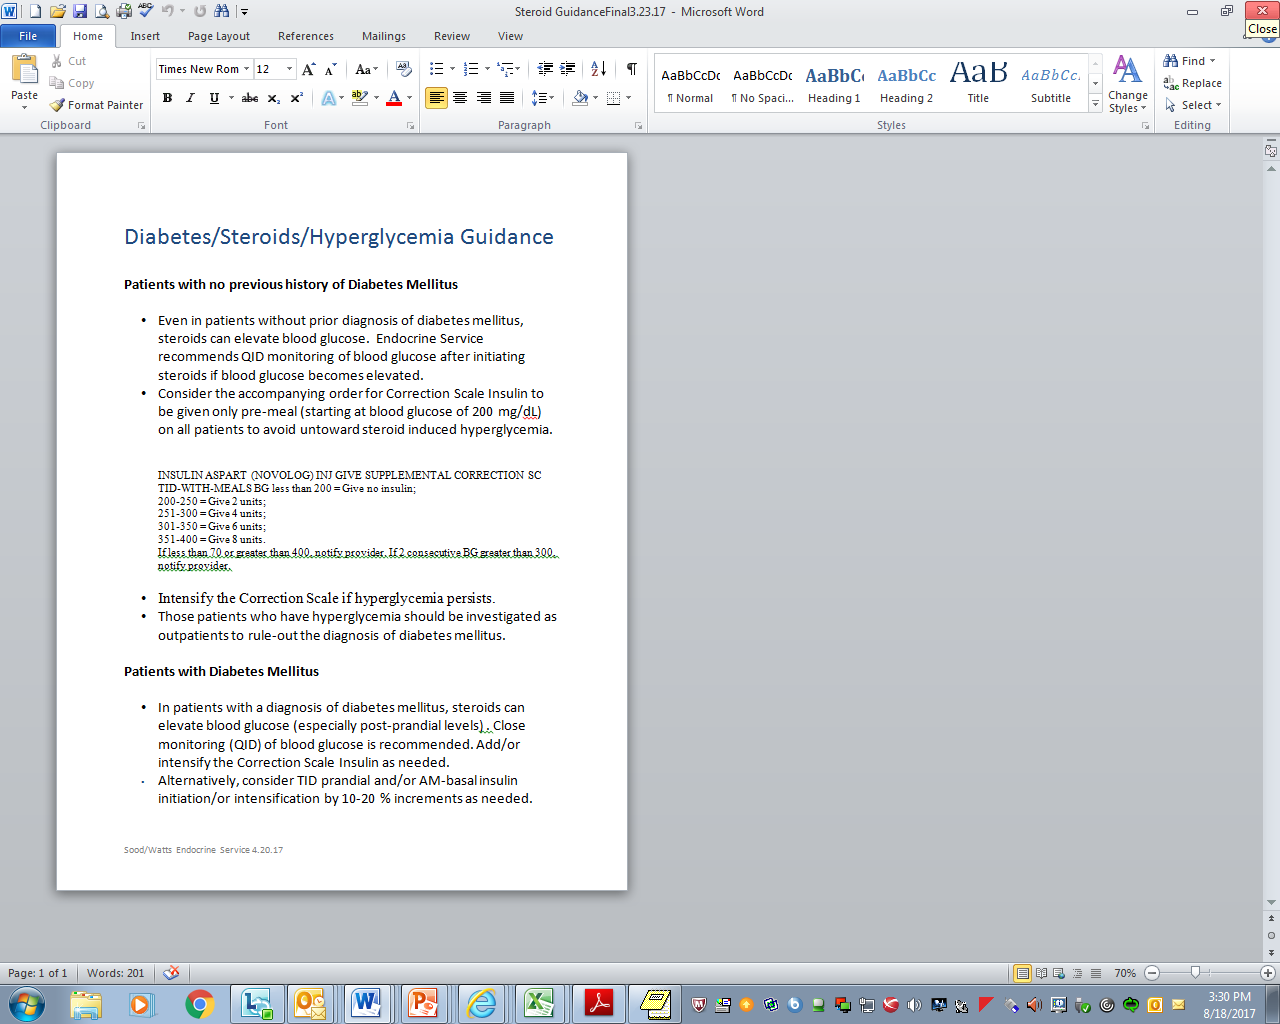 Steroid GuidanceFinal3.23.17 - Microsoft Word
Close
File Home Insert Page Layout References Mailings Review View
Paste
Cut
Copy
Format Painter
Clipboard
Times New Rom 12
Font
Paragraph
AaBbCcDc AaBbCcDc AaBbCc AaBbCc AaB AaBbCc
¶ Normal ¶ No Spaci... Heading 1 Heading 2 Title Subtitle
Change
Styles
Styles
Find
Replace
Select
Editing
Diabetes/Steroids/Hyperglycemia Guidance
Patients with no previous history of Diabetes Mellitus
• Even in patients without prior diagnosis of diabetes mellitus,
steroids can elevate blood glucose. Endocrine Service
recommends QID monitoring of blood glucose after initiating
steroids if blood glucose becomes elevated.
• Consider the accompanying order for Correction Scale Insulin to
be given only pre-meal (starting at blood glucose of 200 mg/dL)
on all patients to avoid untoward steroid induced hyperglycemia.
INSULIN ASPART (NOVOLOG) INJ GIVE SUPPLEMENTAL CORRECTION SC
TID-WITH-MEALS BG less than 200 = Give no insulin;
200-250 = Give 2 units;
251-300 = Give 4 units;
301-350 = Give 6 units;
351-400 = Give 8 units.
If less than 70 or greater than 400, notify provider. If 2 consecutive BG greater than 300,
notify provider.
• Intensify the Correction Scale if hyperglycemia persists.
• Those patients who have hyperglycemia should be investigated as
outpatients to rule-out the diagnosis of diabetes mellitus.
Patients with Diabetes Mellitus
• In patients with a diagnosis of diabetes mellitus, steroids can
elevate blood glucose (especially post-prandial levels) . Close
monitoring (QID) of blood glucose is recommended. Add/or
intensify the Correction Scale Insulin as needed.
• Alternatively, consider TID prandial and/or AM-basal insulin
initiation/or intensification by 10-20 % increments as needed.
Sood/Watts Endocrine Service 4.20.17
Page: 1 of 1 Words: 201 70%
3:30 PM
8/18/2017